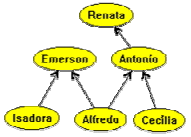 Renata
Emerson Antonio
Isadora Alfredo Cecília